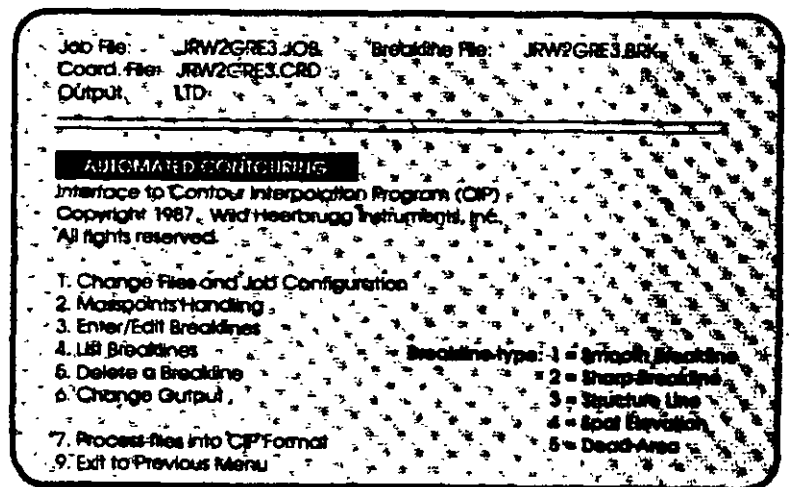 Job File: JRW2GRE3.JOB Breakline File: JRW2GRE3.BRK
Coord. File: JRW2GRE3.CRD
Output LTD
AUTOMATED CONTOURING
Interface to Contour Interpolation Program (CIP)
Copyright 1987, Wild Heerbrugg Instruments, Inc.
All rights reserved.
1. Change Files and Job Configuration
2. Masspoints Handling
3. Enter/Edit Breaklines
4. List Breaklines
5. Delete a Breakline
6. Change Output
7. Process files into CIP Format
9. Exit to Previous Menu
Breakline-type: 1 = Smooth Breakline
2 = Sharp Breakline
3 = Structure Line
4 = Spot Elevation
5 = Dead-Area